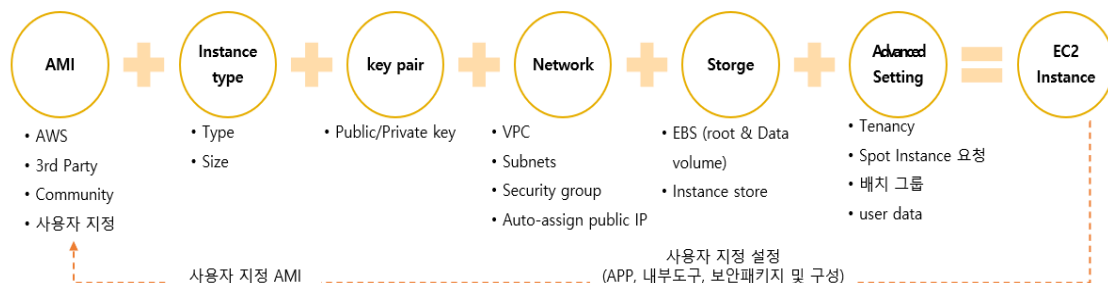 AMI
Instance
type
key pair
Network
Storge
Advanced
Setting
EC2
Instance
• AWS
• 3rd Party
• Community
• 사용자 지정
• Type
• Size
• Public/Private key
• VPC
• Subnets
• Security group
• Auto-assign public IP
• EBS (root & Data
volume)
• Instance store
• Tenancy
• Spot Instance 요청
• 배치 그룹
• user data
사용자 지정 AMI
사용자 지정 설정
(APP, 내부도구, 보안패키지 및 구성)